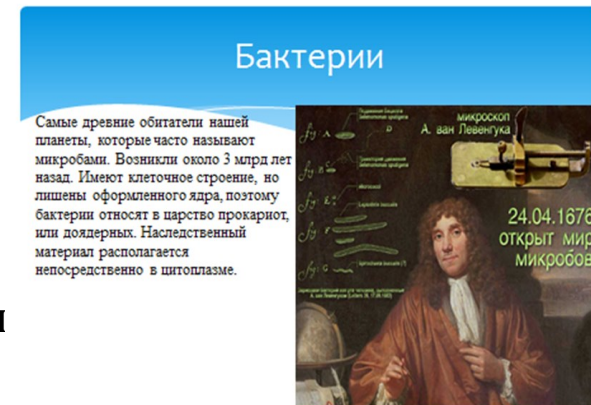 Бактерии
Самые древние обитатели нашей
планеты, которые часто называют
микробами. Возникли около 3 млрд лет
назад. Имеют клеточное строение, но
лишены оформленного ядра, поэтому
бактерии относят в царство прокариот,
или доядерных. Наследственный
материал располагается
непосредственно в цитоплазме.
микроскоп
А. ван Левенгука
24.04.1676
открыт мир
микробов